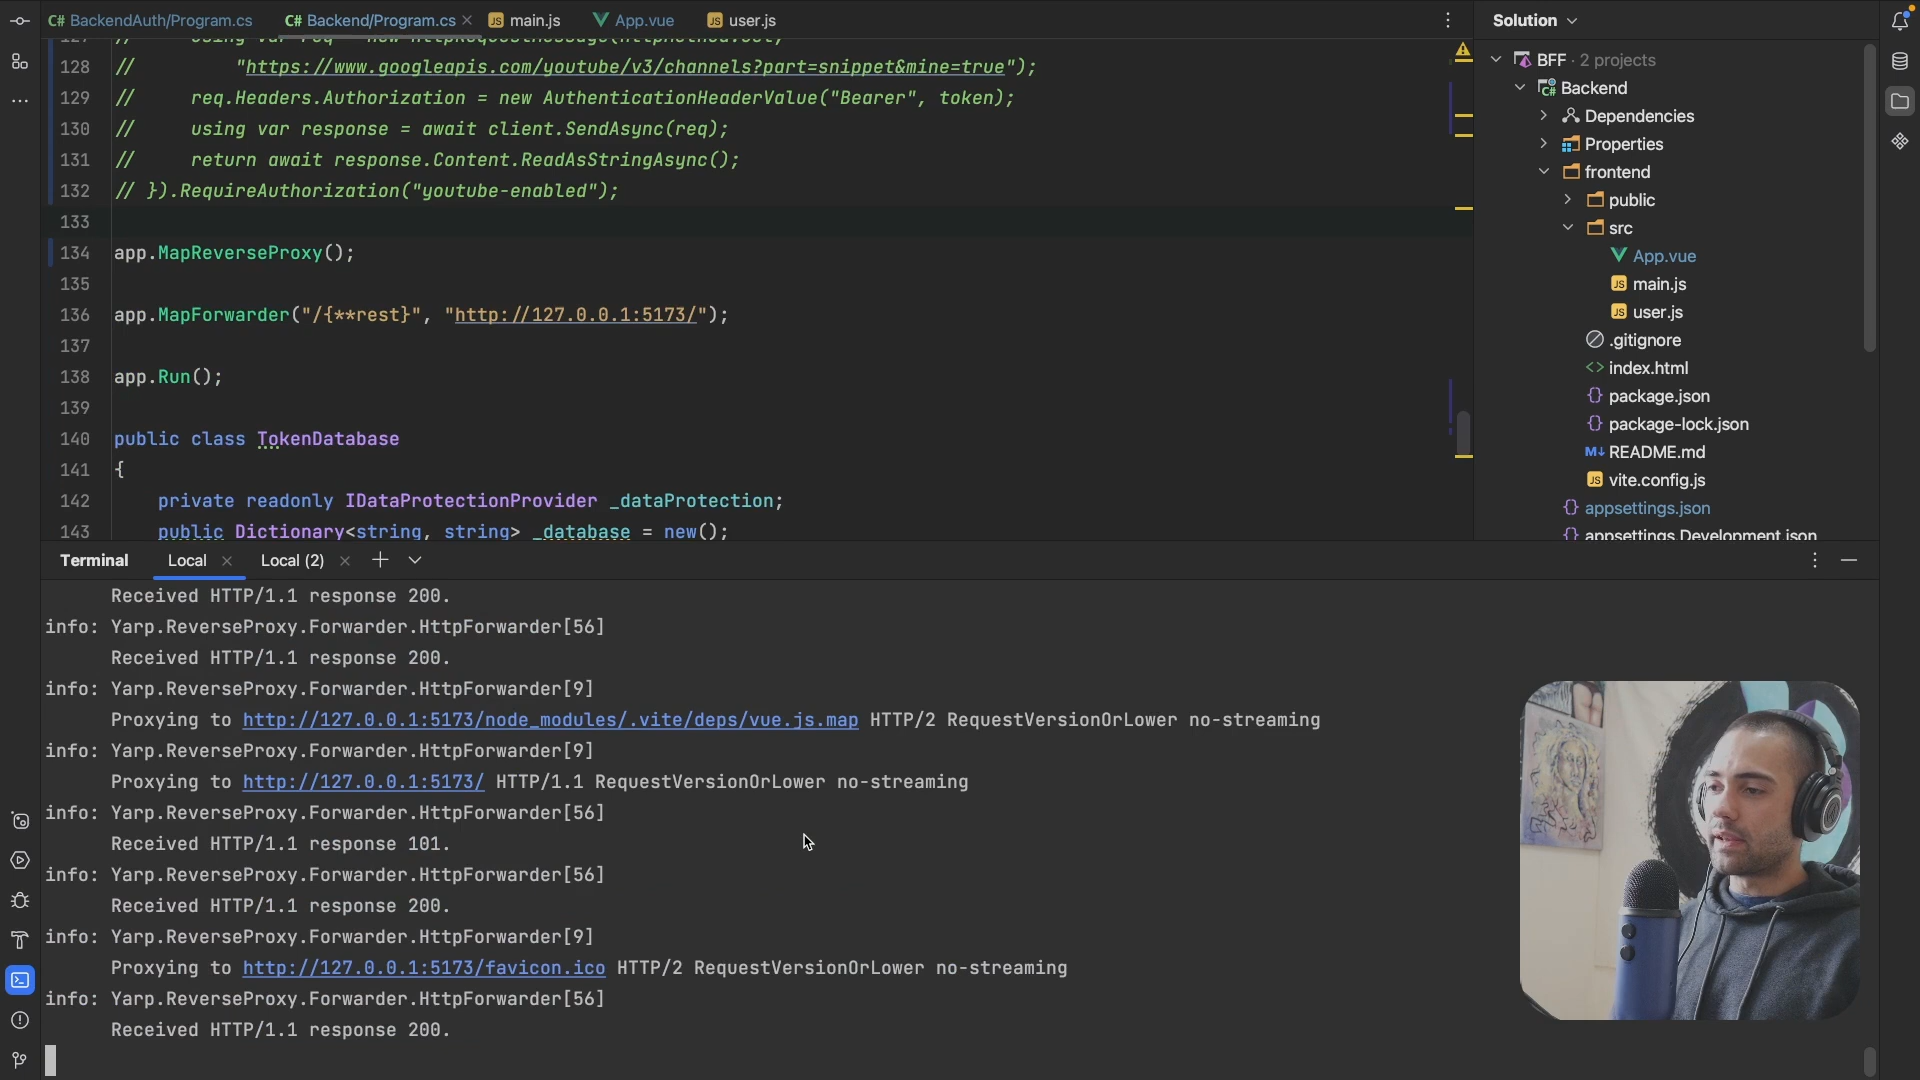 BackendAuth/Program.cs
Backend/Program.cs
main.js
App.vue
user.js
Solution
127 // using var req = new HttpRequestMessage(HttpMethod.Get,
128 // "https://www.googleapis.com/youtube/v3/channels?part=snippet&mine=true");
129 // req.Headers.Authorization = new AuthenticationHeaderValue("Bearer", token);
130 // using var response = await client.SendAsync(req);
131 // return await response.Content.ReadAsStringAsync();
132 // }).RequireAuthorization("youtube-enabled");
133
134 app.MapReverseProxy();
135
136 app.MapForwarder("/{**rest}", "http://127.0.0.1:5173/");
137
138 app.Run();
139
140 public class TokenDatabase
141 {
142 private readonly IDataProtectionProvider _dataProtection;
143 public Dictionary<string, string> _database = new();
BFF · 2 projects
Backend
Dependencies
Properties
frontend
public
src
App.vue
main.js
user.js
.gitignore
index.html
package.json
package-lock.json
README.md
vite.config.js
appsettings.json
appsettings.Development.json
Terminal
Local
Local (2)
Received HTTP/1.1 response 200.
info: Yarp.ReverseProxy.Forwarder.HttpForwarder[56]
Received HTTP/1.1 response 200.
info: Yarp.ReverseProxy.Forwarder.HttpForwarder[9]
Proxying to http://127.0.0.1:5173/node_modules/.vite/deps/vue.js.map HTTP/2 RequestVersionOrLower no-streaming
info: Yarp.ReverseProxy.Forwarder.HttpForwarder[9]
Proxying to http://127.0.0.1:5173/ HTTP/1.1 RequestVersionOrLower no-streaming
info: Yarp.ReverseProxy.Forwarder.HttpForwarder[56]
Received HTTP/1.1 response 101.
info: Yarp.ReverseProxy.Forwarder.HttpForwarder[56]
Received HTTP/1.1 response 200.
info: Yarp.ReverseProxy.Forwarder.HttpForwarder[9]
Proxying to http://127.0.0.1:5173/favicon.ico HTTP/2 RequestVersionOrLower no-streaming
info: Yarp.ReverseProxy.Forwarder.HttpForwarder[56]
Received HTTP/1.1 response 200.